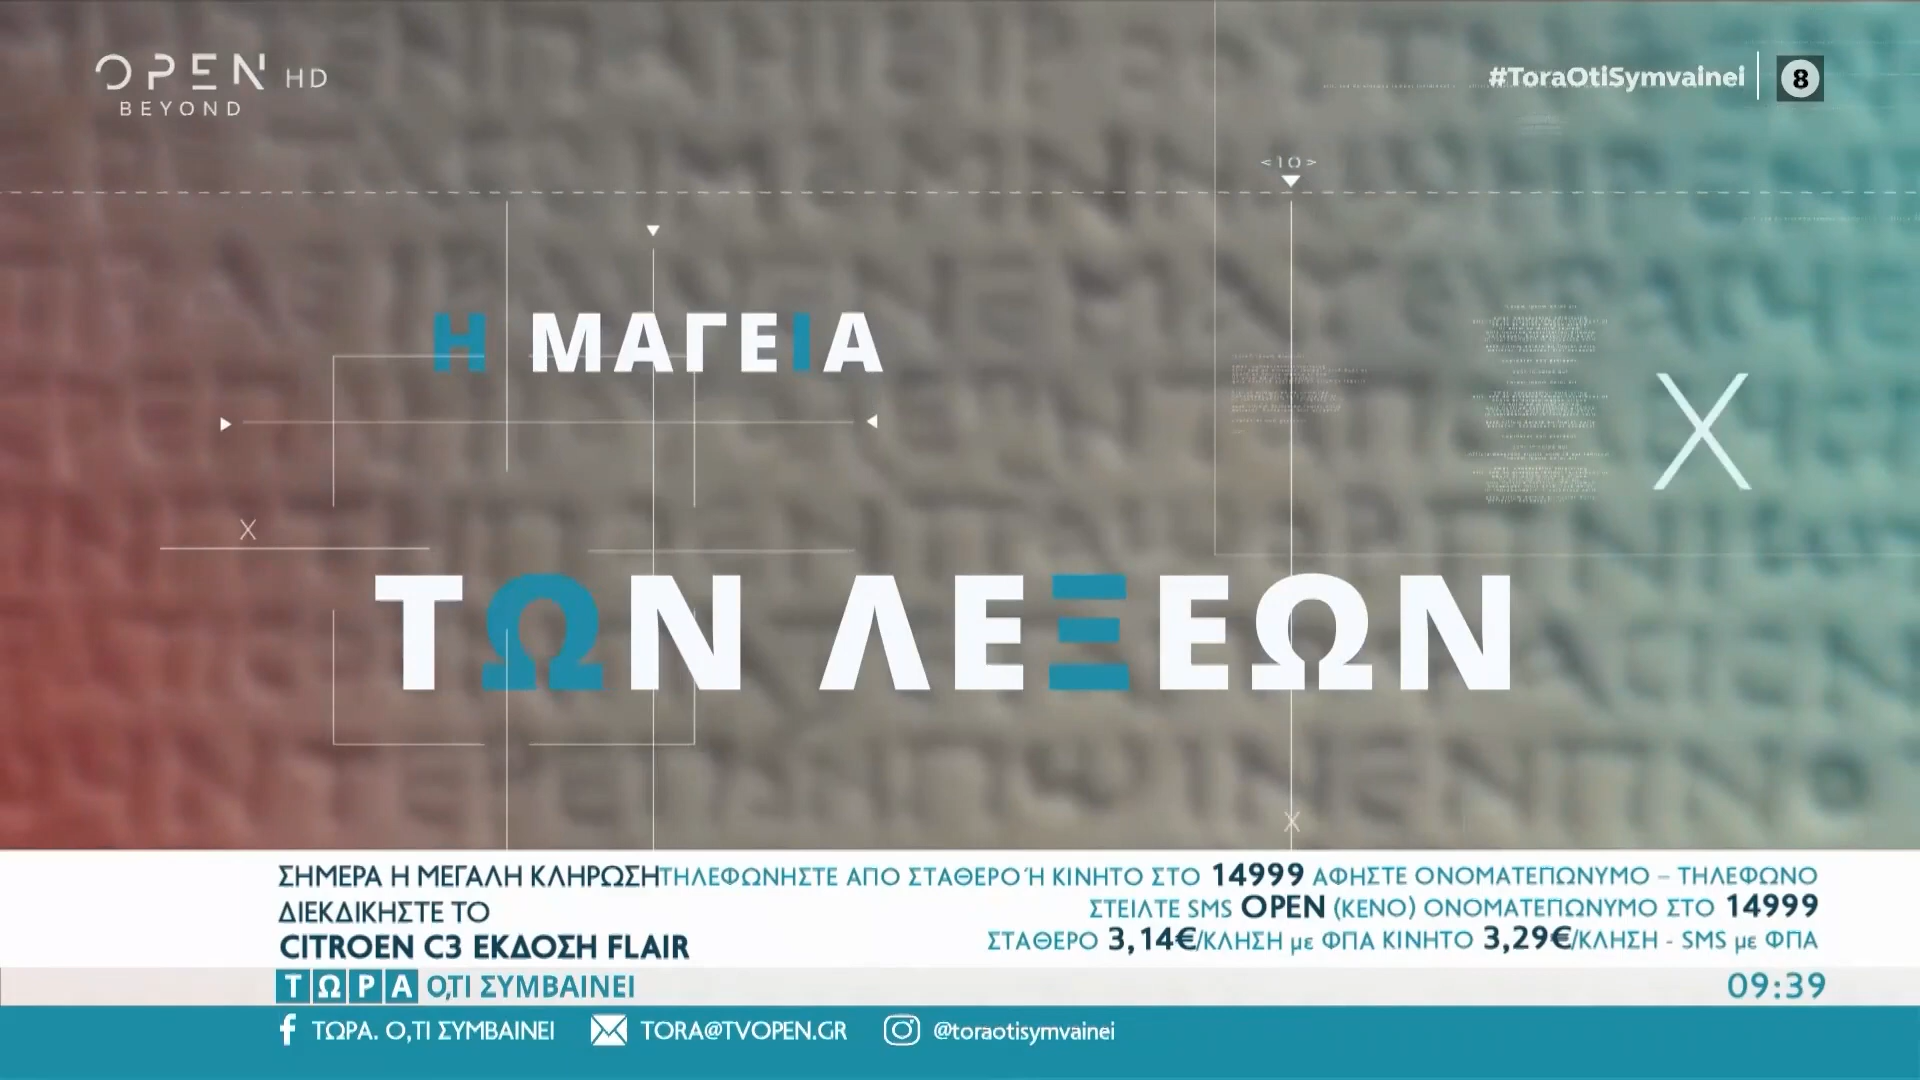 OPEN HD
BEYOND
#ToraOtiSymvainei
8
<10>
Η ΜΑΓΕΙΑ
X
X
ΤΩΝ ΛΕΞΕΩΝ
X
ΣΗΜΕΡΑ Η ΜΕΓΑΛΗ ΚΛΗΡΩΣΗ
ΔΙΕΚΔΙΚΗΣΤΕ ΤΟ
CITROEN C3 ΕΚΔΟΣΗ FLAIR
ΤΗΛΕΦΩΝΗΣΤΕ ΑΠΟ ΣΤΑΘΕΡΟ Ή ΚΙΝΗΤΟ ΣΤΟ 14999 ΑΦΗΣΤΕ ΟΝΟΜΑΤΕΠΩΝΥΜΟ – ΤΗΛΕΦΩΝΟ
ΣΤΕΙΛΤΕ SMS OPEN (ΚΕΝΟ) ΟΝΟΜΑΤΕΠΩΝΥΜΟ ΣΤΟ 14999
ΣΤΑΘΕΡΟ 3,14€/ΚΛΗΣΗ με ΦΠΑ ΚΙΝΗΤΟ 3,29€/ΚΛΗΣΗ - SMS με ΦΠΑ
ΤΩΡΑ Ο,ΤΙ ΣΥΜΒΑΙΝΕΙ
09:39
ΤΩΡΑ. Ο,ΤΙ ΣΥΜΒΑΙΝΕΙ
TORA@TVOPEN.GR
@toraotisymvainei